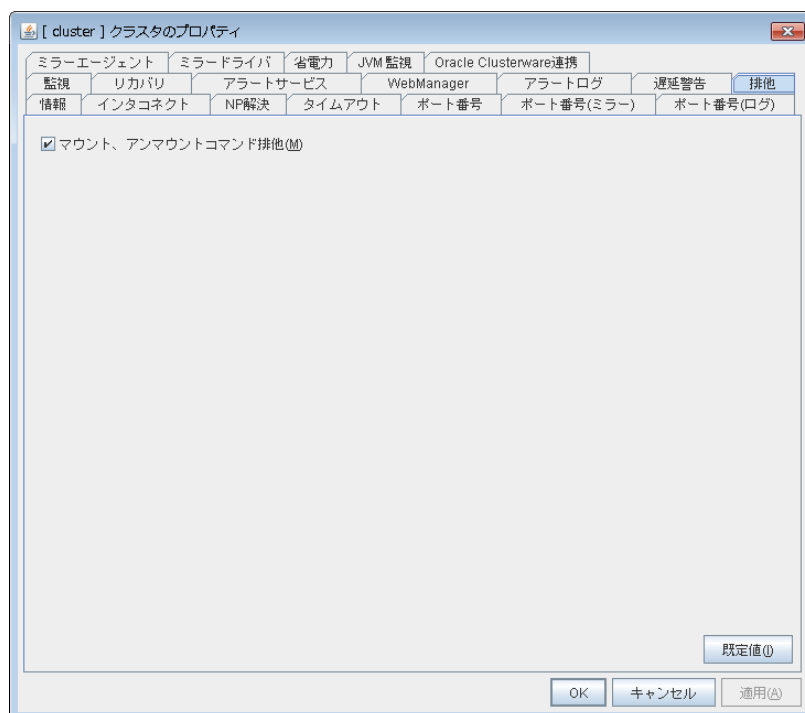 [ cluster ] クラスタのプロパティ
ミラーエージェント ミラードライバ 省電力 JVM 監視 Oracle Clusterware連携
監視 リカバリ アラートサービス WebManager アラートログ 遅延警告 排他
情報 インタコネクト NP解決 タイムアウト ポート番号 ポート番号(ミラー) ポート番号(ログ)
マウント、アンマウントコマンド排他(M)
既定値(I)
OK キャンセル 適用(A)